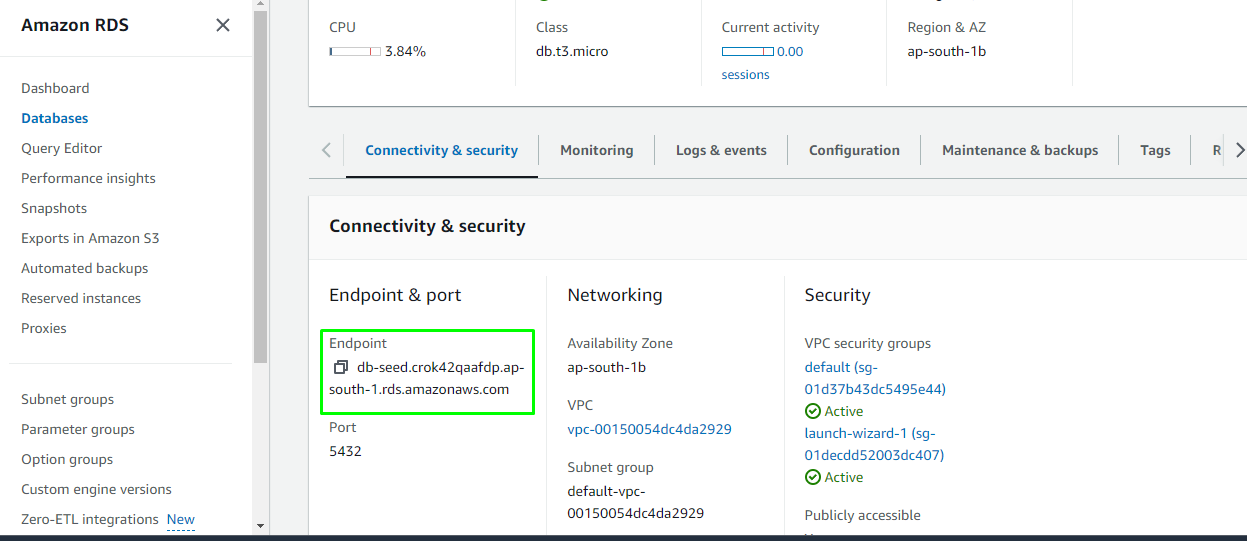 Amazon RDS
Dashboard
Databases
Query Editor
Performance insights
Snapshots
Exports in Amazon S3
Automated backups
Reserved instances
Proxies
Subnet groups
Parameter groups
Option groups
Custom engine versions
Zero-ETL integrations New
CPU
3.84%
Class
db.t3.micro
Current activity
0.00
sessions
Region & AZ
ap-south-1b
Connectivity & security
Monitoring
Logs & events
Configuration
Maintenance & backups
Tags
R
Connectivity & security
Endpoint & port
Endpoint
db-seed.crok42qaafdp.ap-
south-1.rds.amazonaws.com
Port
5432
Networking
Availability Zone
ap-south-1b
VPC
vpc-00150054dc4da2929
Subnet group
default-vpc-
00150054dc4da2929
Security
VPC security groups
default (sg-
01d37b43dc5495e44)
Active
launch-wizard-1 (sg-
01decdd52003dc407)
Active
Publicly accessible